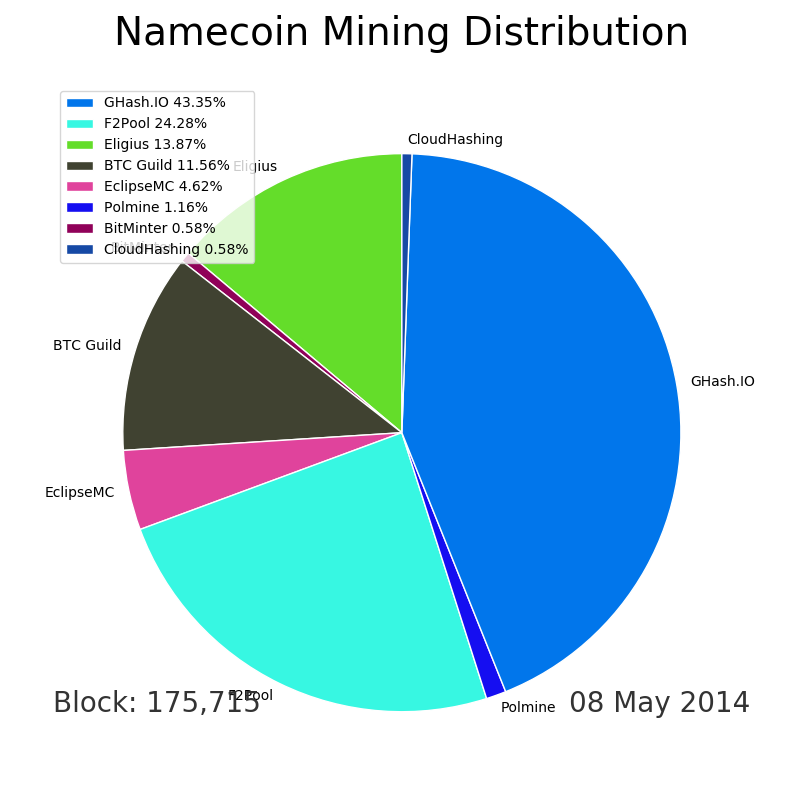 Namecoin Mining Distribution
GHash.IO 43.35%
F2Pool 24.28%
Eligius 13.87%
BTC Guild 11.56%
EclipseMC 4.62%
Polmine 1.16%
BitMinter 0.58%
CloudHashing 0.58%
CloudHashing
Eligius
BitMinter
BTC Guild
GHash.IO
EclipseMC
F2Pool
Polmine
Block: 175,715
08 May 2014